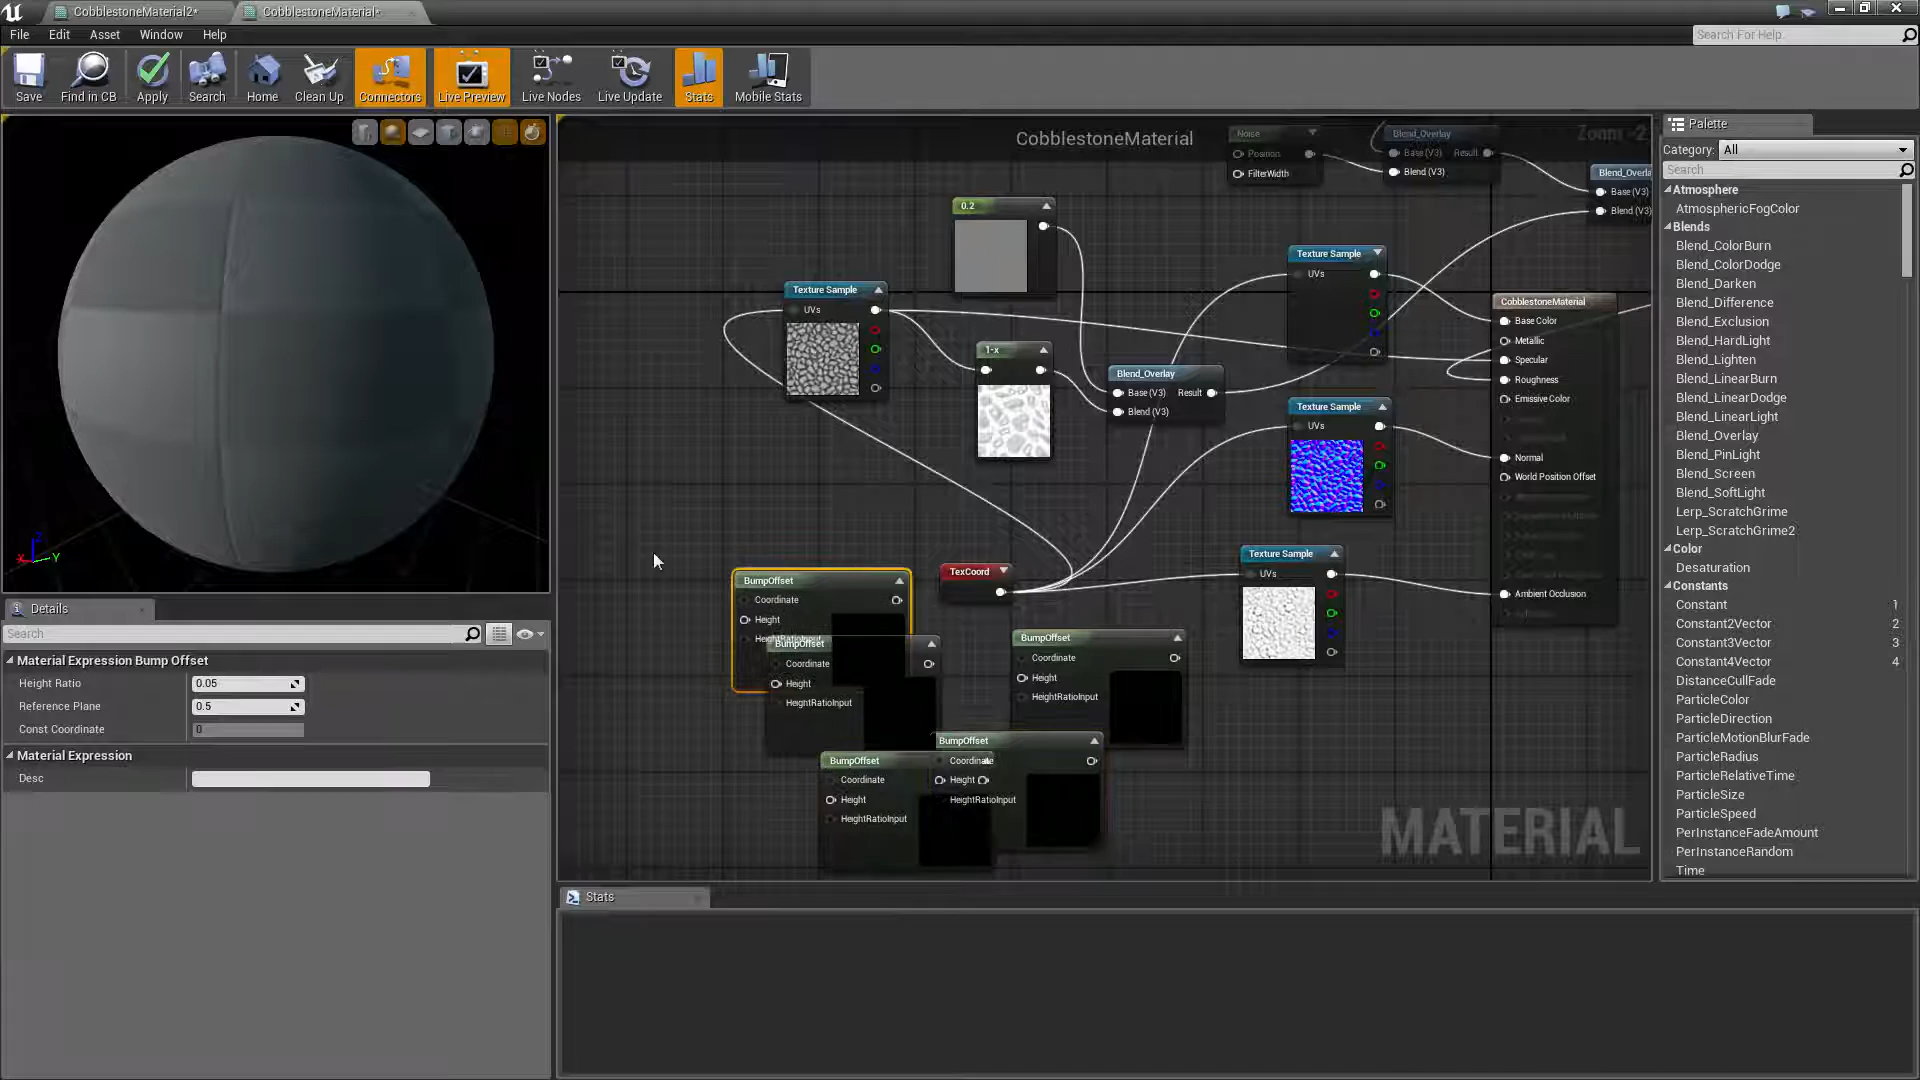 CobblestoneMaterial2*
CobblestoneMaterial*
File Edit Asset Window Help
Search For Help
Save
Find in CB
Apply
Search
Home
Clean Up
Connectors
Live Preview
Live Nodes
Live Update
Stats
Mobile Stats
X
Y
Z
Details
Search
Material Expression Bump Offset
Height Ratio 0.05
Reference Plane 0.5
Const Coordinate 0
Material Expression
Desc
CobblestoneMaterial
Zoom -2
Noise
Position
FilterWidth
Blend_Overlay
Base (V3) Result
Blend (V3)
Blend_Overla
Base (V3)
Blend (V3)
0.2
Texture Sample
UVs
1-x
Blend_Overlay
Base (V3) Result
Blend (V3)
Texture Sample
UVs
Texture Sample
UVs
Texture Sample
UVs
CobblestoneMaterial
Base Color
Metallic
Specular
Roughness
Emissive Color
Normal
World Position Offset
Ambient Occlusion
TexCoord
BumpOffset
Coordinate
Height
HeightRatioInput
BumpOffset
Coordinate
Height
HeightRatioInput
BumpOffset
Coordinate
Height
HeightRatioInput
BumpOffset
Coordinate
Height
HeightRatioInput
BumpOffset
Coordinate
Height
HeightRatioInput
MATERIAL
Stats
Palette
Category: All
Search
Atmosphere
AtmosphericFogColor
Blends
Blend_ColorBurn
Blend_ColorDodge
Blend_Darken
Blend_Difference
Blend_Exclusion
Blend_HardLight
Blend_Lighten
Blend_LinearBurn
Blend_LinearDodge
Blend_LinearLight
Blend_Overlay
Blend_PinLight
Blend_Screen
Blend_SoftLight
Lerp_ScratchGrime
Lerp_ScratchGrime2
Color
Desaturation
Constants
Constant 1
Constant2Vector 2
Constant3Vector 3
Constant4Vector 4
DistanceCullFade
ParticleColor
ParticleDirection
ParticleMotionBlurFade
ParticleRadius
ParticleRelativeTime
ParticleSize
ParticleSpeed
PerInstanceFadeAmount
PerInstanceRandom
Time